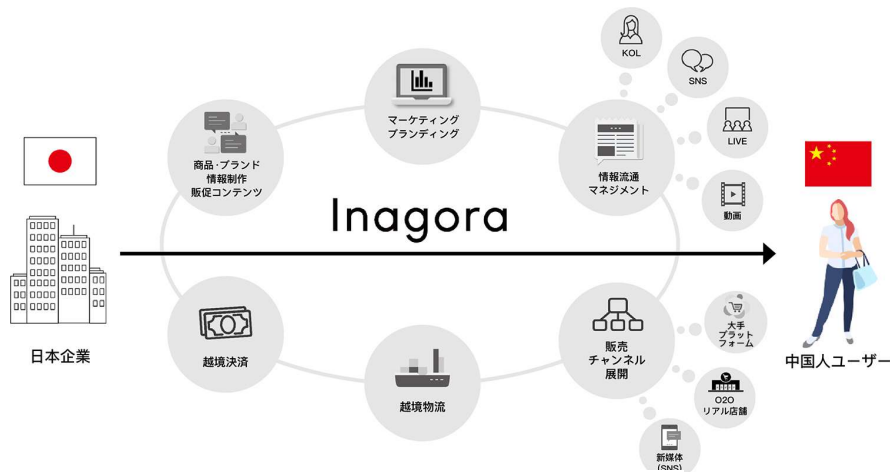 KOL
SNS
LIVE
動画
マーケティング
ブランディング
商品・ブランド
情報制作
販促コンテンツ
情報流通
マネジメント
Inagora
日本企業
中国人ユーザー
越境決済
越境物流
販売
チャンネル
展開
大手
プラット
フォーム
O2O
リアル店舗
新媒体
(SNS)